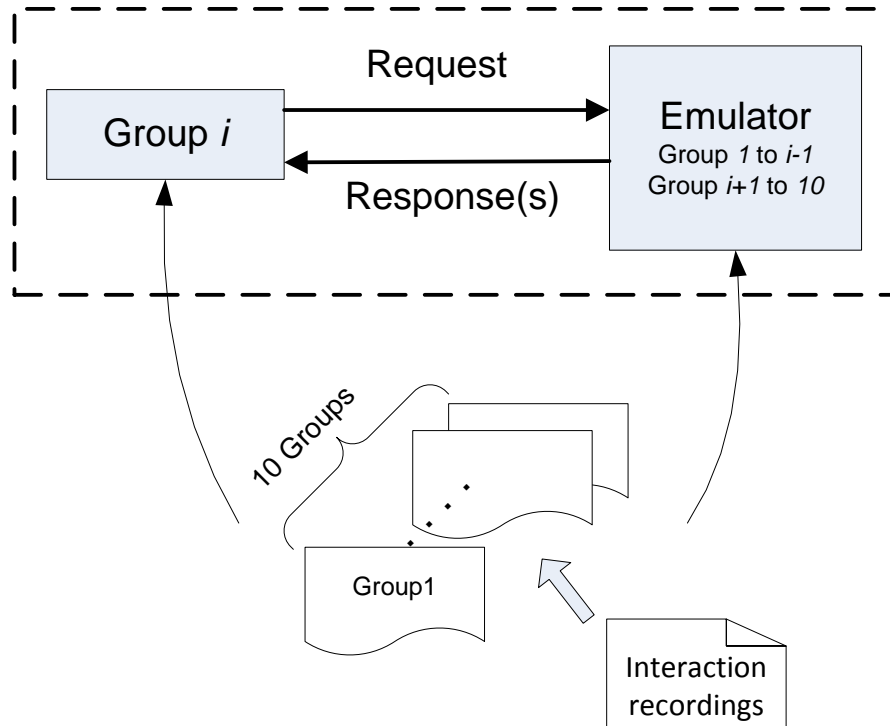 Request
Group i
Emulator
Group 1 to i-1
Group i+1 to 10
Response(s)
10 Groups
Group1
Interaction
recordings